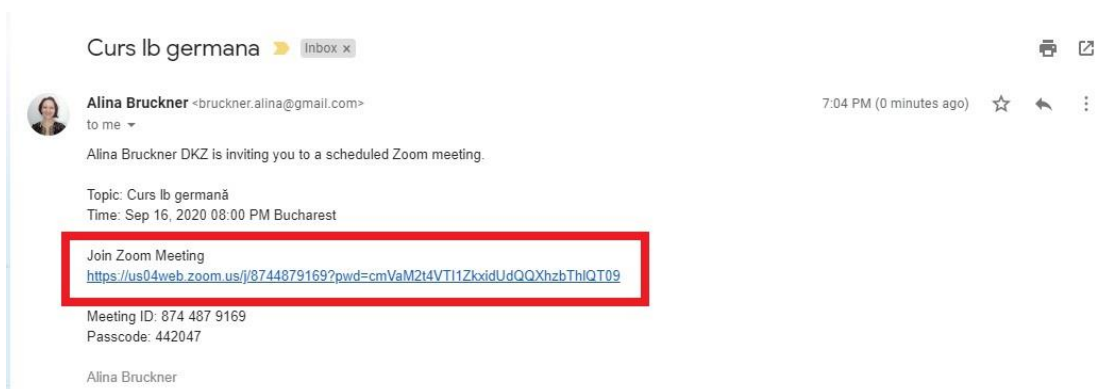 Curs lb germana Inbox x
Alina Bruckner <bruckner.alina@gmail.com> 7:04 PM (0 minutes ago)
to me
Alina Bruckner DKZ is inviting you to a scheduled Zoom meeting.
Topic: Curs lb germană
Time: Sep 16, 2020 08:00 PM Bucharest
Join Zoom Meeting
https://us04web.zoom.us/j/8744879169?pwd=cmVaM2t4VTI1ZkxidUdQQXhzbThIQT09
Meeting ID: 874 487 9169
Passcode: 442047
Alina Bruckner